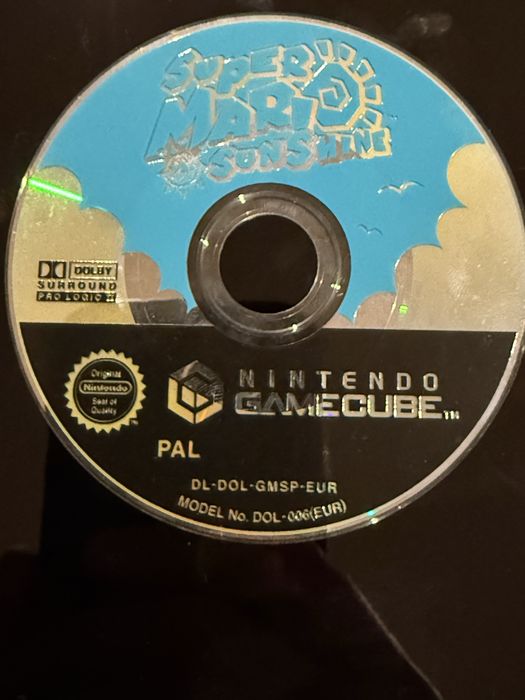 SUPER
MARIO
SUNSHINE
DOLBY
SURROUND
PRO LOGIC II
Original
Nintendo
Seal of
Quality
NINTENDO
GAMECUBE™
PAL
DL-DOL-GMSP-EUR
MODEL No. DOL-006(EUR)